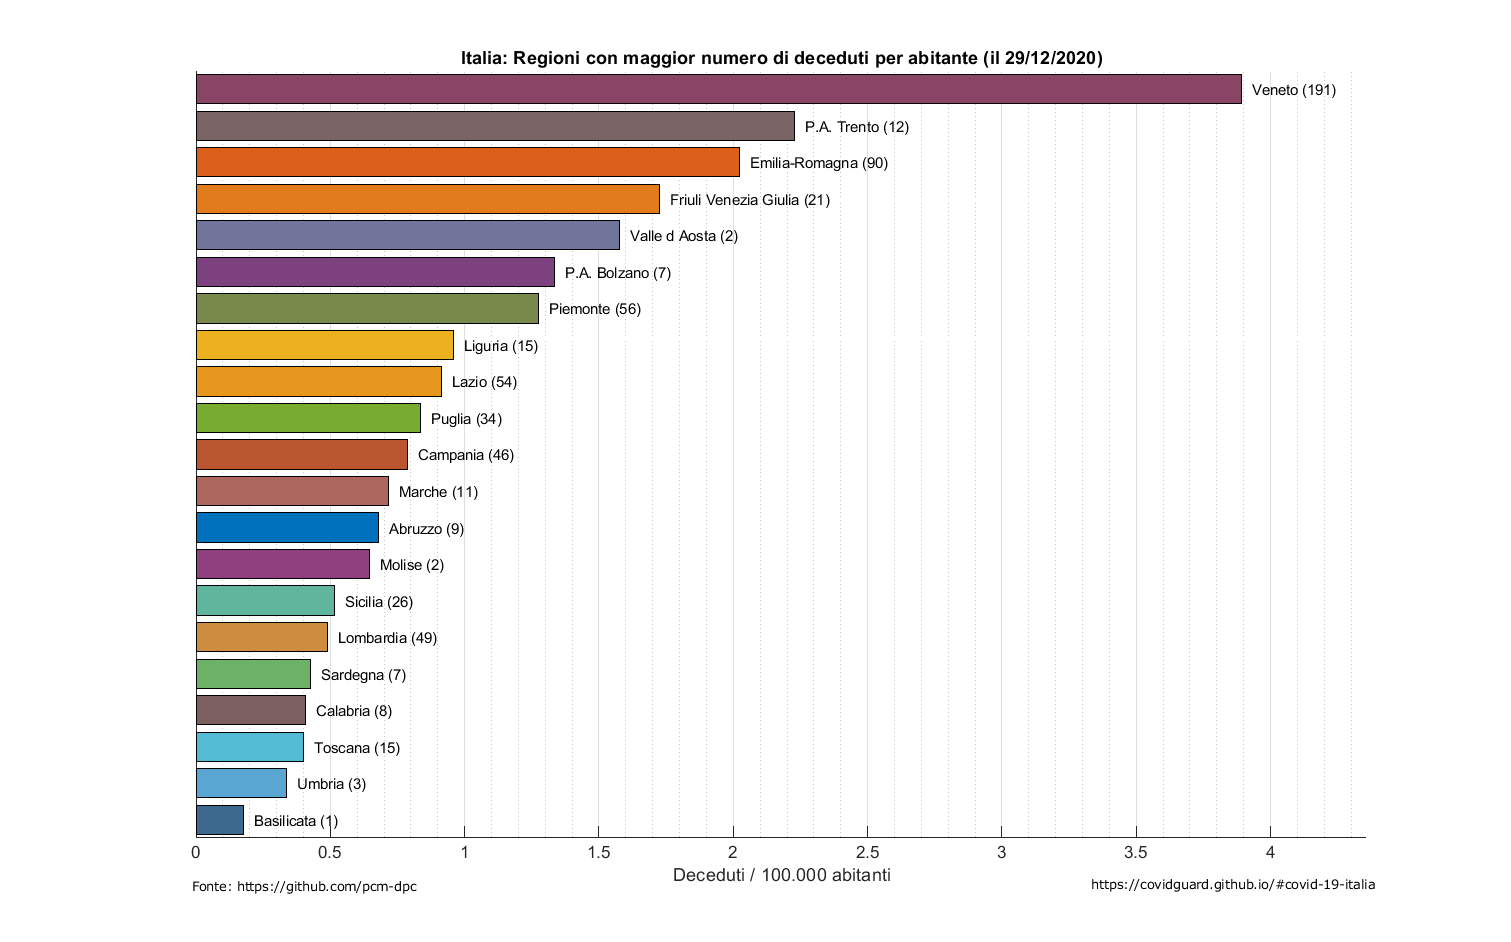 Italia: Regioni con maggior numero di deceduti per abitante (il 29/12/2020)
Veneto (191)
P.A. Trento (12)
Emilia-Romagna (90)
Friuli Venezia Giulia (21)
Valle d Aosta (2)
P.A. Bolzano (7)
Piemonte (56)
Liguria (15)
Lazio (54)
Puglia (34)
Campania (46)
Marche (11)
Abruzzo (9)
Molise (2)
Sicilia (26)
Lombardia (49)
Sardegna (7)
Calabria (8)
Toscana (15)
Umbria (3)
Basilicata (1)
0 0.5 1 1.5 2 2.5 3 3.5 4
Deceduti / 100.000 abitanti
Fonte: https://github.com/pcm-dpc
https://covidguard.github.io/#covid-19-italia